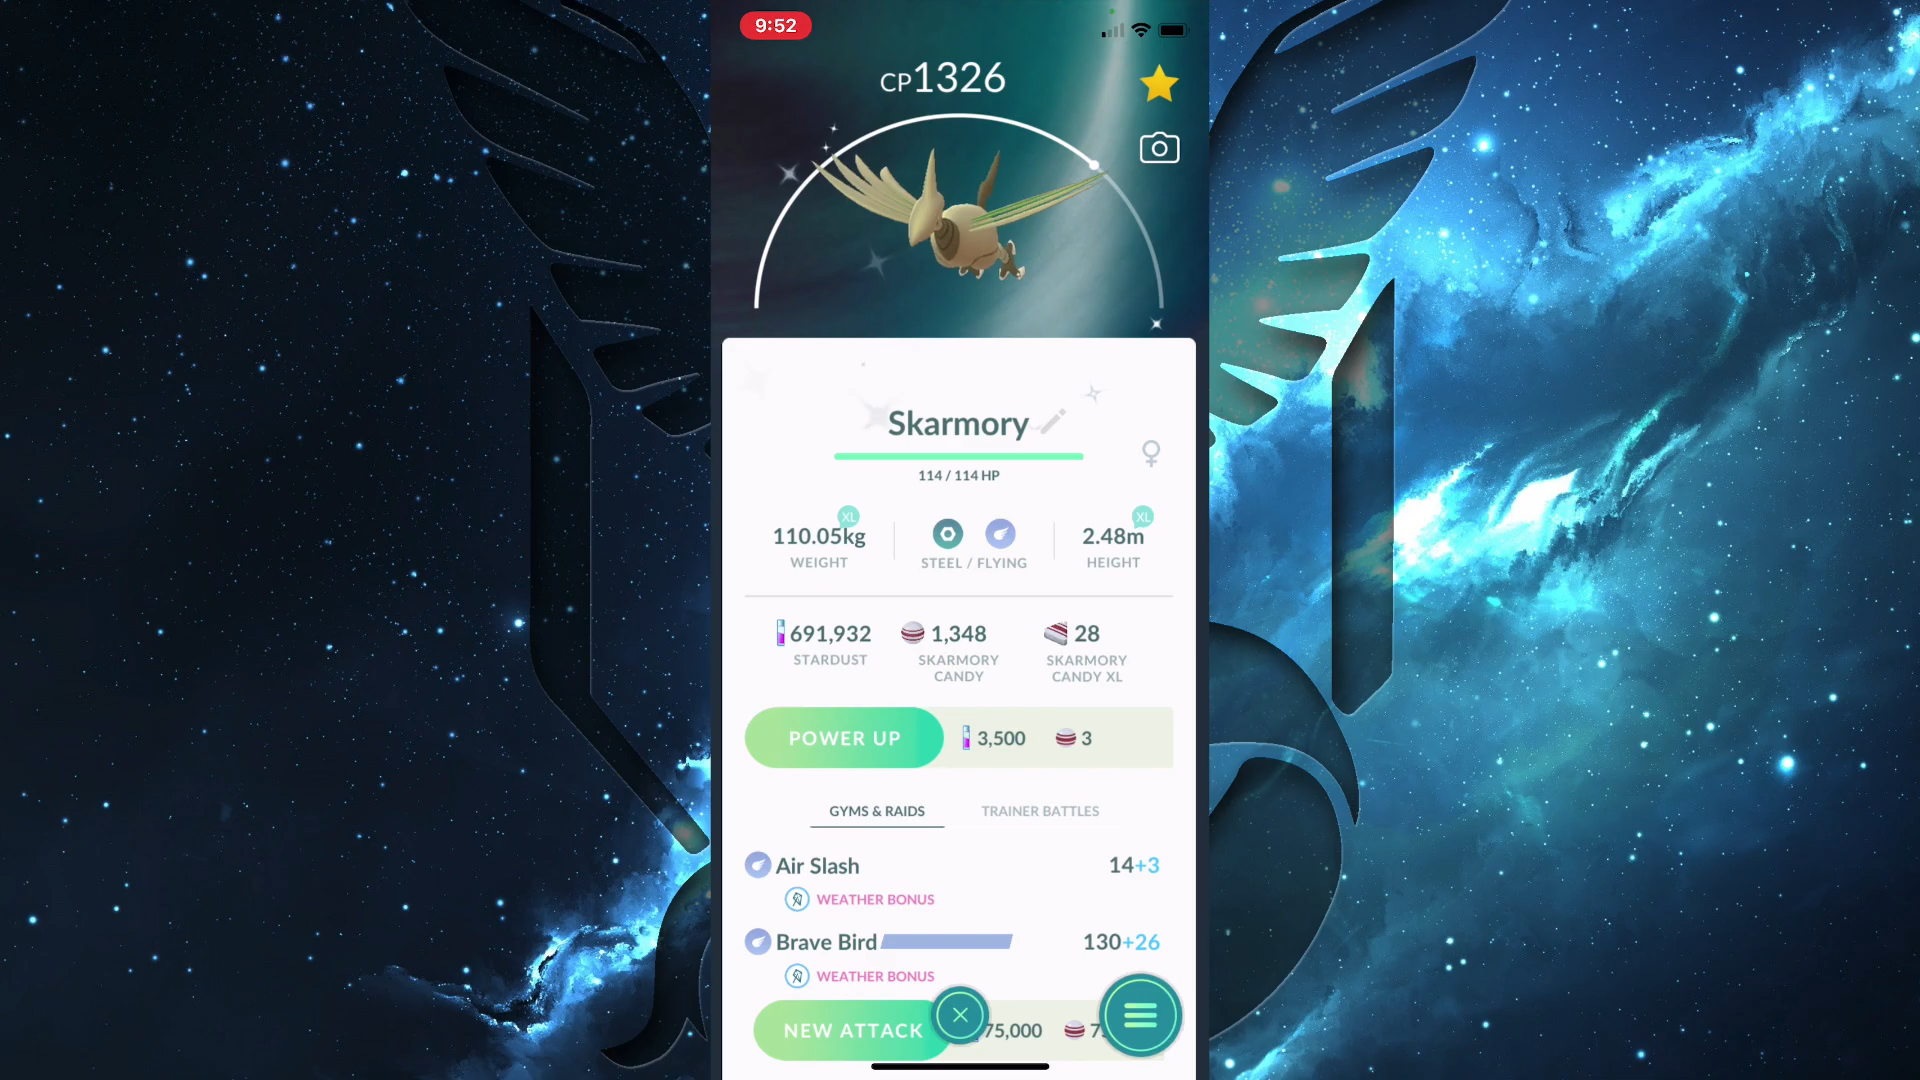 9:52
CP1326
Skarmory
114 / 114 HP
XL
XL
110.05kg
WEIGHT
STEEL / FLYING
2.48m
HEIGHT
691,932
STARDUST
1,348
SKARMORY
CANDY
28
SKARMORY
CANDY XL
POWER UP
3,500
3
GYMS & RAIDS
TRAINER BATTLES
Air Slash
14+3
WEATHER BONUS
Brave Bird
130+26
WEATHER BONUS
NEW ATTACK
75,000